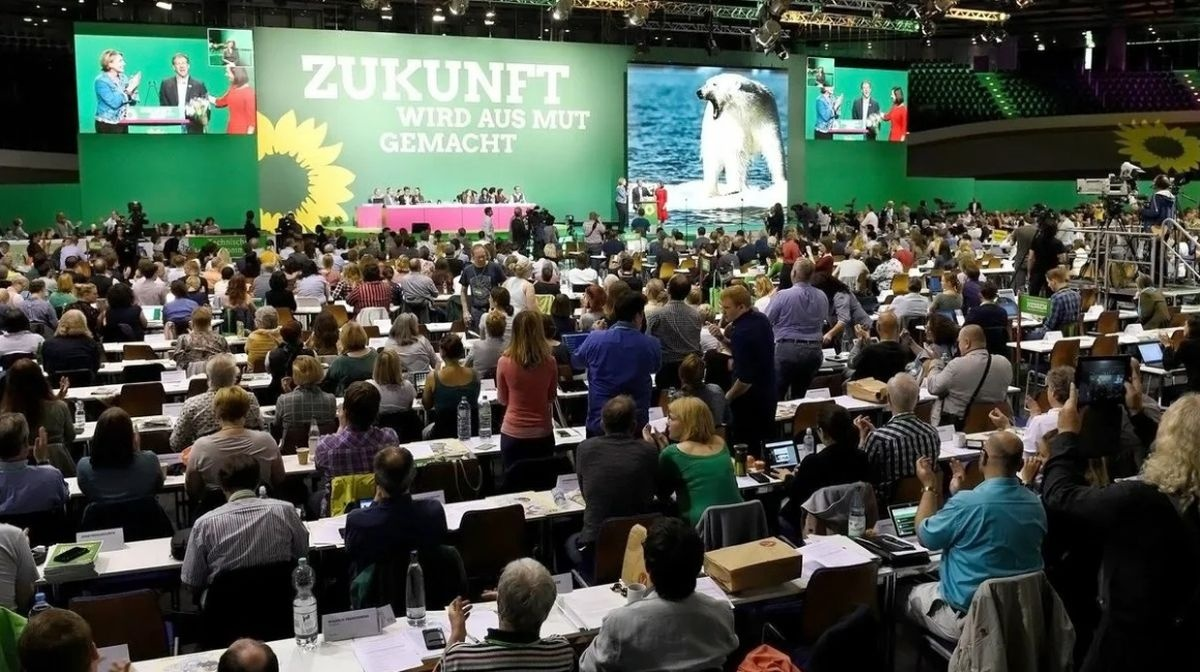 ZUKUNFT
WIRD AUS MUT
GEMACHT